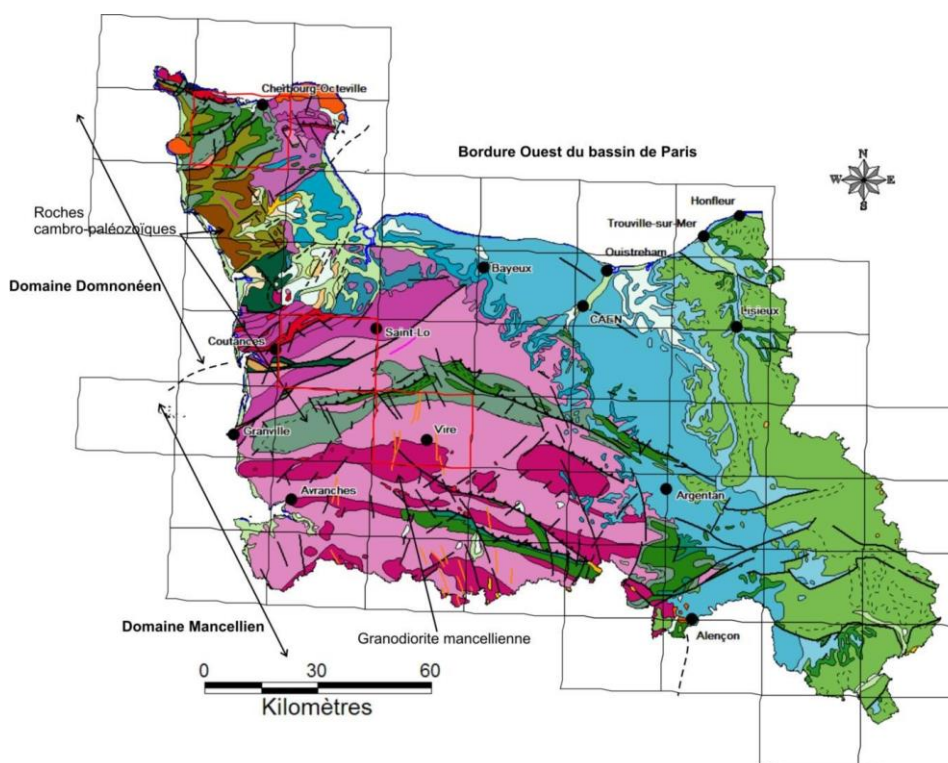 Cherbourg-Octeville
Bordure Ouest du bassin de Paris
N
W E
S
Honfleur
Trouville-sur-Mer
Roches
cambro-paléozoïques
Ouistreham
Bayeux
Domaine Domnonéen
CAEN
Lisieux
Saint-Lo
Coutances
Granville
Vire
Avranches
Argentan
Domaine Mancellien
Granodiorite mancellienne
Alençon
0 30 60
Kilomètres